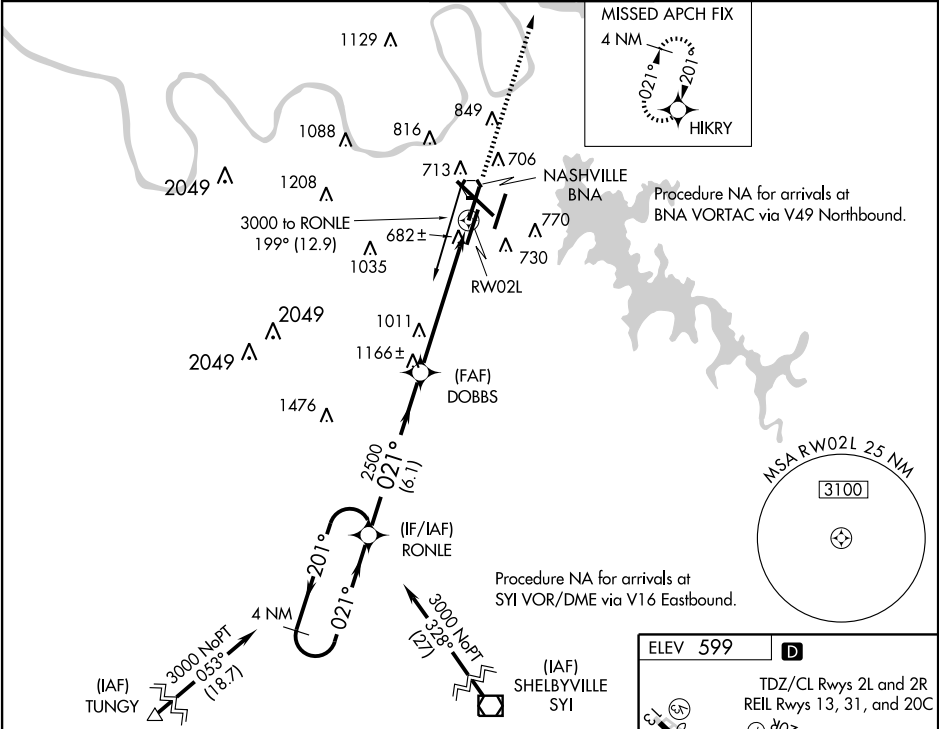 MISSED APCH FIX
4 NM
021°
201°
HIKRY
1129
849
1088
816
713
706
NASHVILLE
BNA
2049
1208
Procedure NA for arrivals at
BNA VORTAC via V49 Northbound.
3000 to RONLE
199° (12.9)
682±
770
730
1035
RW02L
2049
1011
2049
1166±
(FAF)
DOBBS
1476
2500
021°
(6.1)
MSA RW02L 25 NM
3100
(IF/IAF)
RONLE
201°
021°
4 NM
Procedure NA for arrivals at
SYI VOR/DME via V16 Eastbound.
3000 NoPT
328°
(27)
3000 NoPT
053°
(18.7)
(IAF)
TUNGY
(IAF)
SHELBYVILLE
SYI
ELEV 599
D
TDZ/CL Rwys 2L and 2R
REIL Rwys 13, 31, and 20C
13
V5
20R